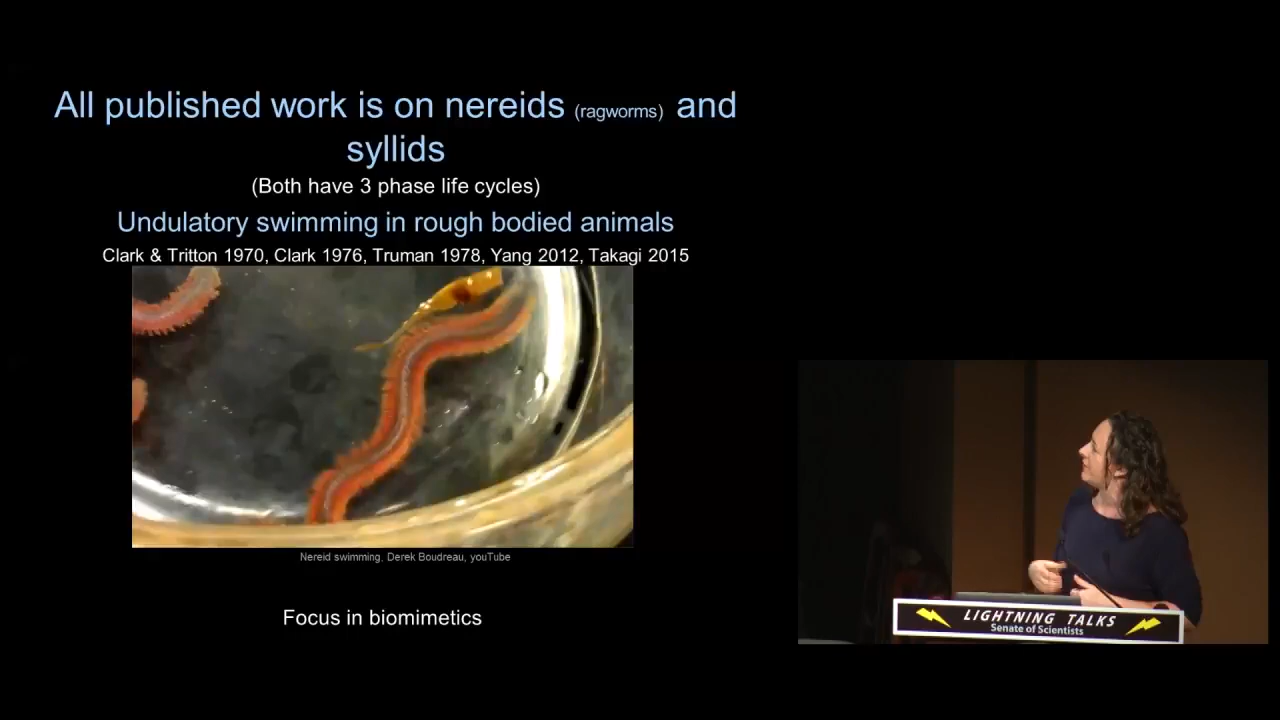 All published work is on nereids (ragworms) and
syllids
(Both have 3 phase life cycles)
Undulatory swimming in rough bodied animals
Clark & Tritton 1970, Clark 1976, Truman 1978, Yang 2012, Takagi 2015
Nereid swimming, Derek Boudreau, youTube
Focus in biomimetics
LIGHTNING TALKS
Senate of Scientists